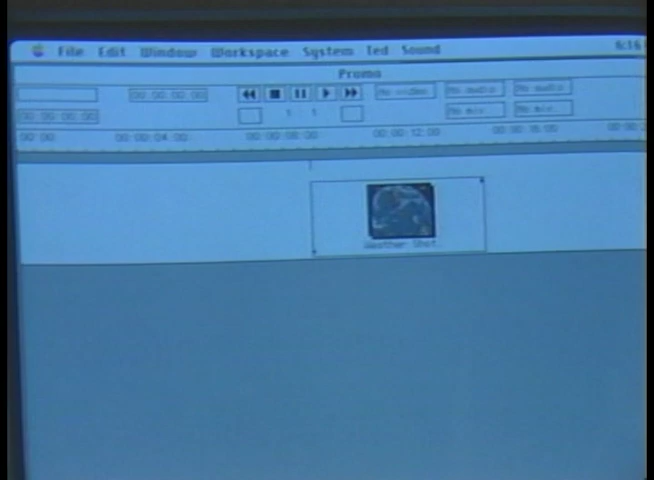 File Edit Window Workspace System Ted Sound 6:16
Promo
00:00:00:00 No video No audio No audio
00:00:00:00 1 : 1 No mix No mix
00:00 00:00:04:00 00:00:08:00 00:00:12:00 00:00:16:00
Weather Shot